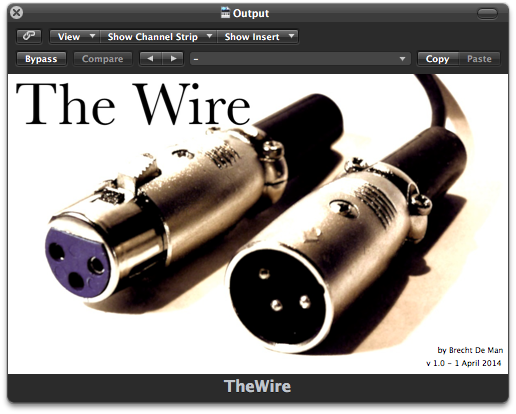 Output
View Show Channel Strip Show Insert
Bypass Compare - Copy Paste
The Wire
by Brecht De Man
v 1.0 - 1 April 2014
TheWire